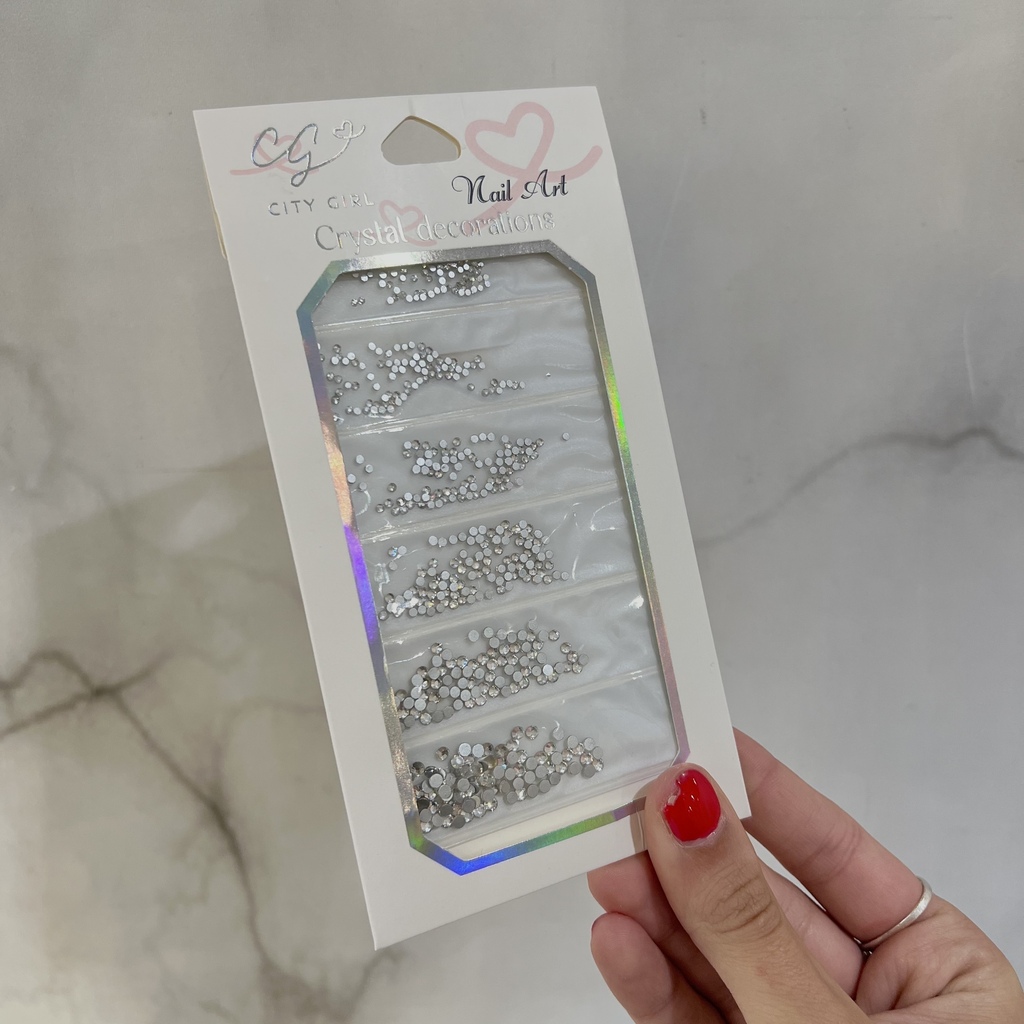 CG
CITY GIRL
Nail Art
Crystal decorations